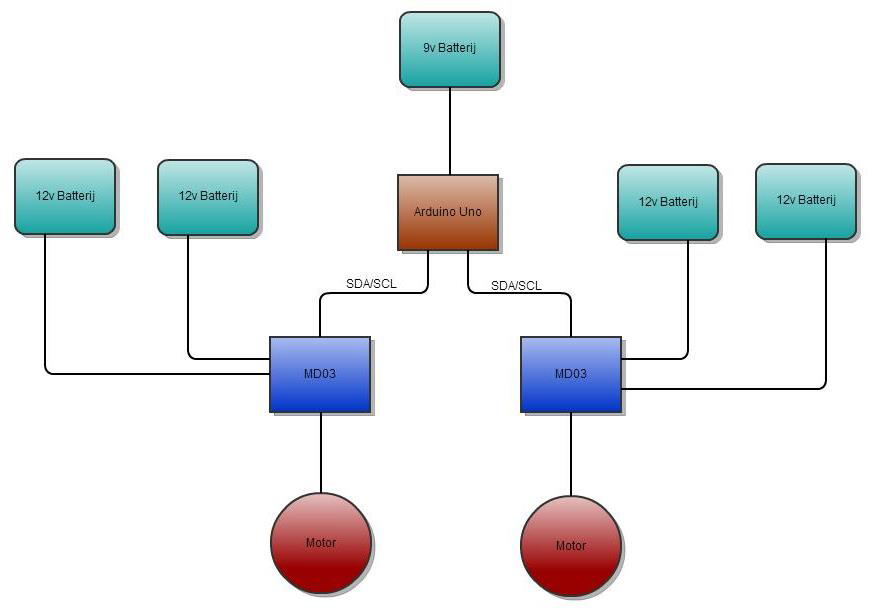 9v Batterij
12v Batterij
12v Batterij
12v Batterij
12v Batterij
Arduino Uno
SDA/SCL
SDA/SCL
MD03
MD03
Motor
Motor